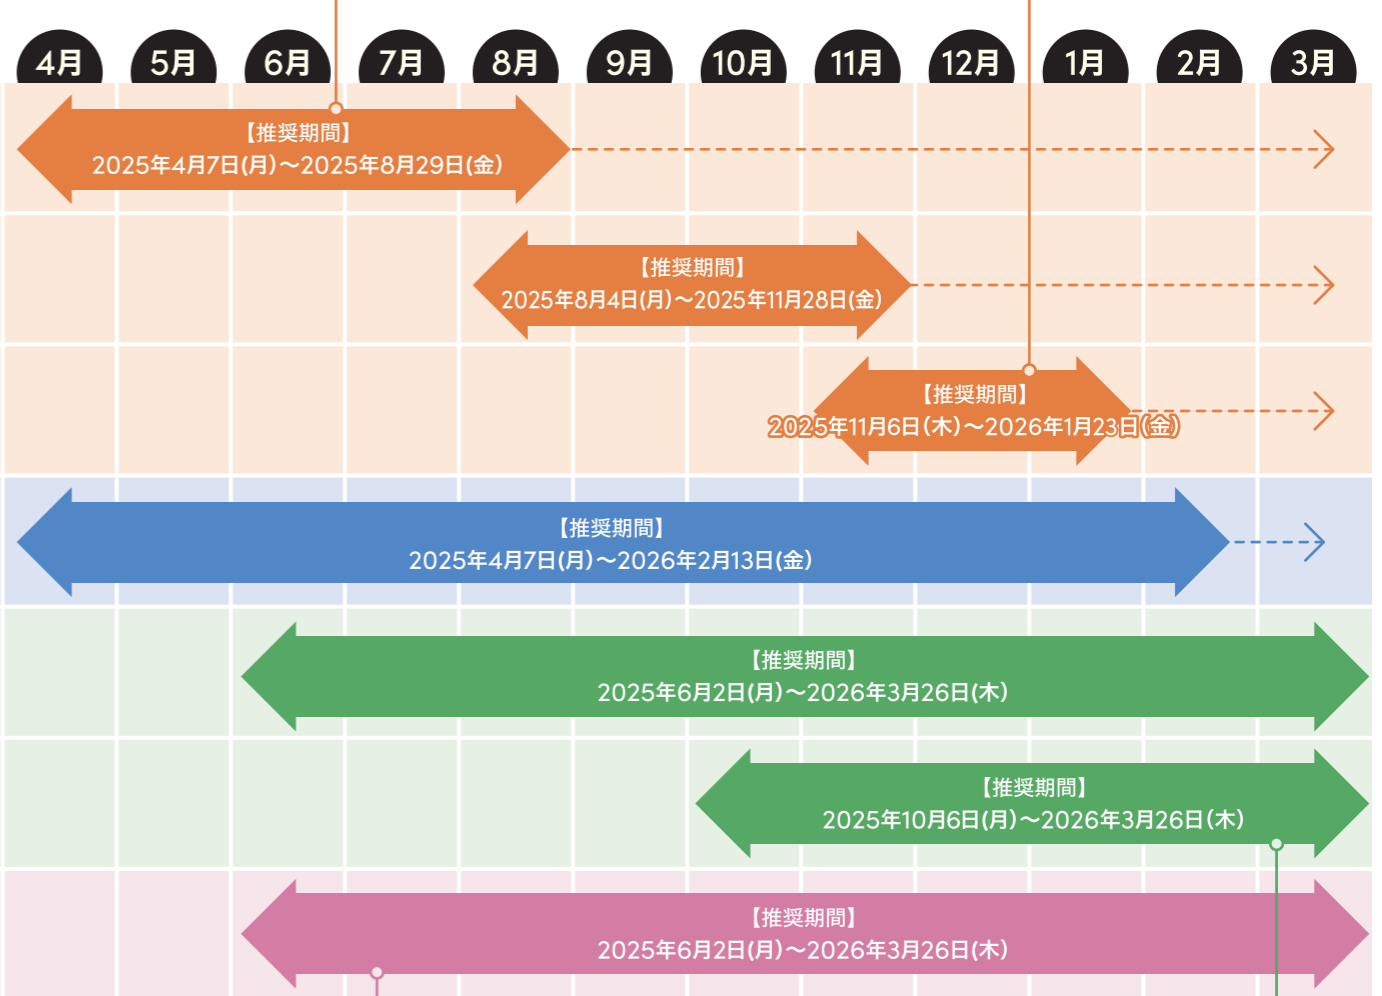 4月 5月 6月 7月 8月 9月 10月 11月 12月 1月 2月 3月
【推奨期間】
2025年4月7日(月)～2025年8月29日(金)
【推奨期間】
2025年8月4日(月)～2025年11月28日(金)
【推奨期間】
2025年11月6日(木)～2026年1月23日(金)
【推奨期間】
2025年4月7日(月)～2026年2月13日(金)
【推奨期間】
2025年6月2日(月)～2026年3月26日(木)
【推奨期間】
2025年10月6日(月)～2026年3月26日(木)
【推奨期間】
2025年6月2日(月)～2026年3月26日(木)